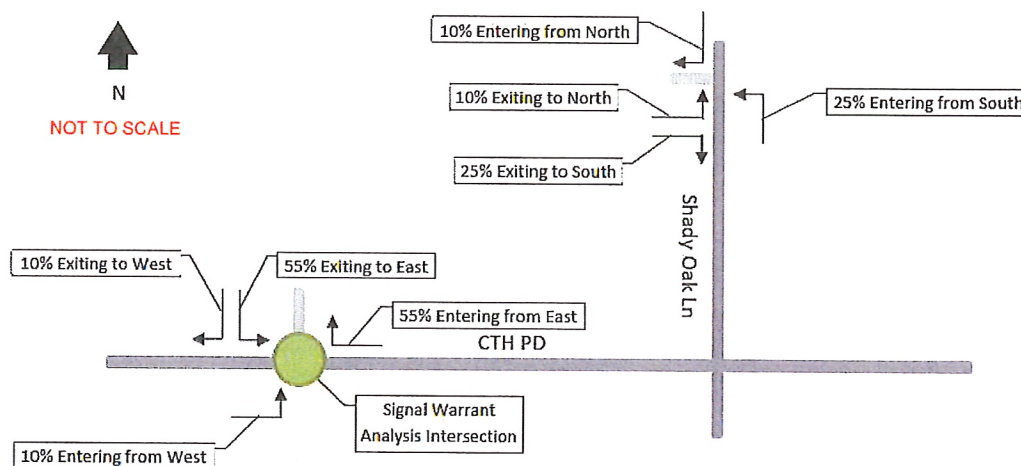 10% Entering from North
N
NOT TO SCALE
10% Exiting to North
25% Entering from South
25% Exiting to South
Shady Oak Ln
10% Exiting to West
55% Exiting to East
55% Entering from East
CTH PD
Signal Warrant
Analysis Intersection
10% Entering from West